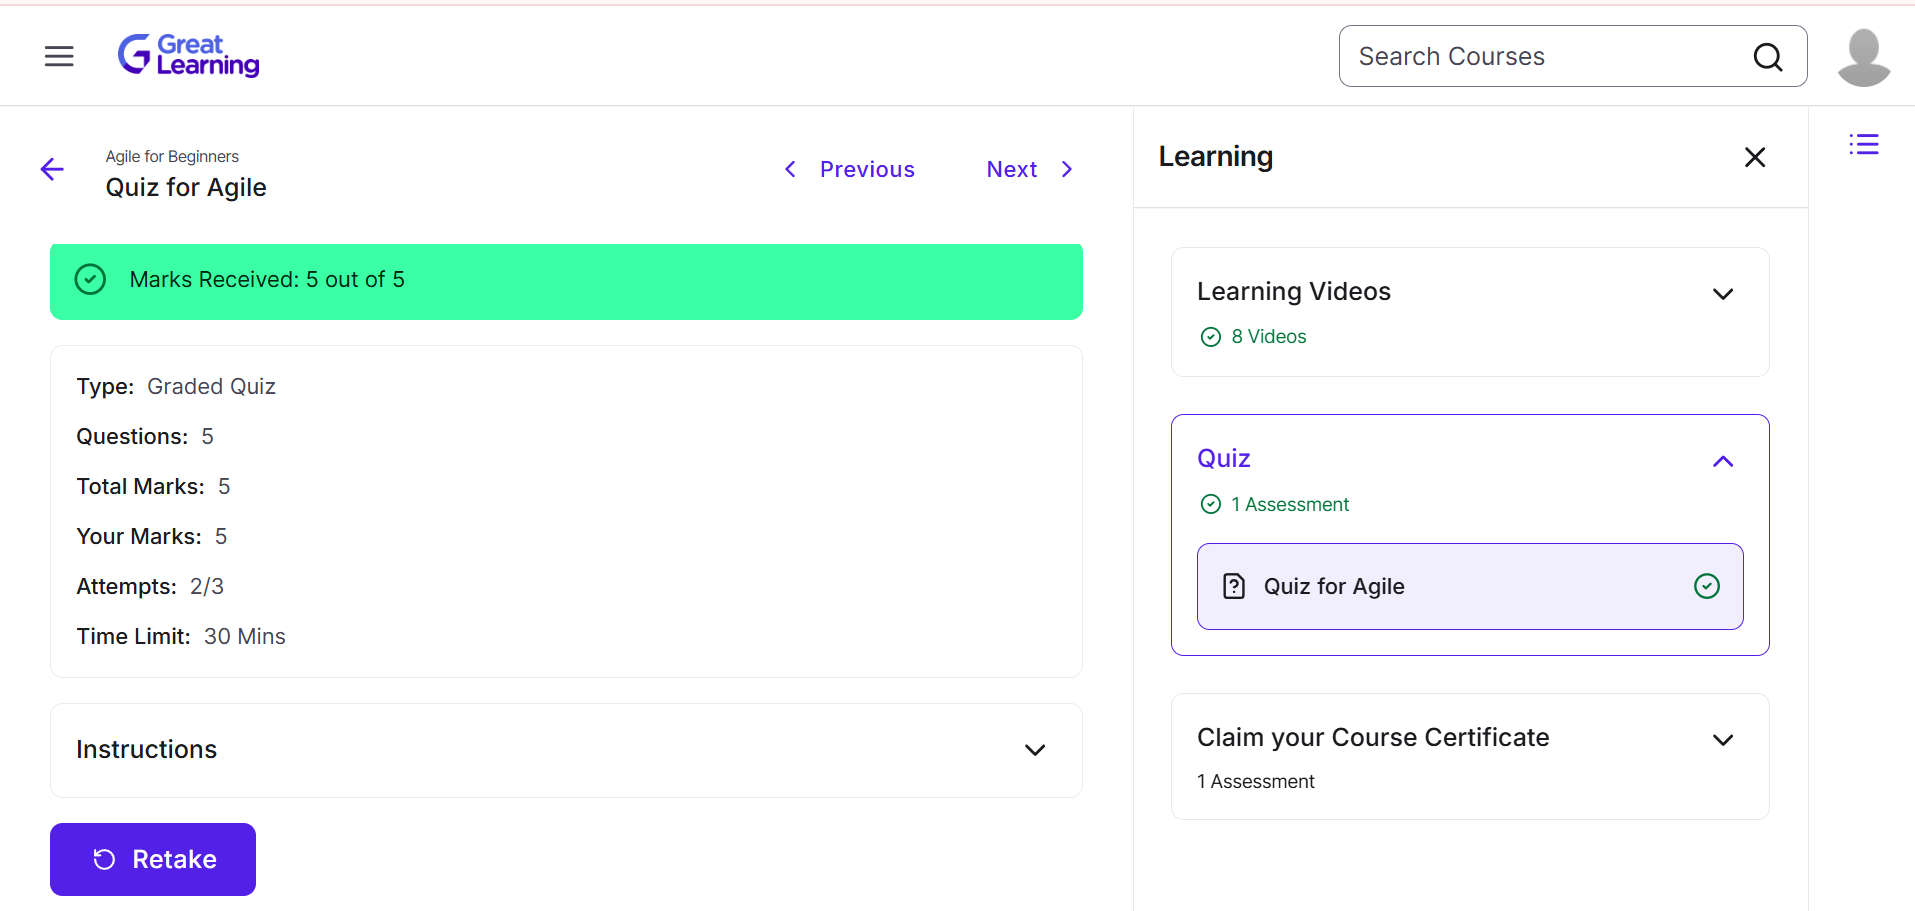 Great
Learning
Search Courses
Agile for Beginners
Quiz for Agile
Previous
Next
Marks Received: 5 out of 5
Type: Graded Quiz
Questions: 5
Total Marks: 5
Your Marks: 5
Attempts: 2/3
Time Limit: 30 Mins
Instructions
Retake
Learning
Learning Videos
8 Videos
Quiz
1 Assessment
Quiz for Agile
Claim your Course Certificate
1 Assessment